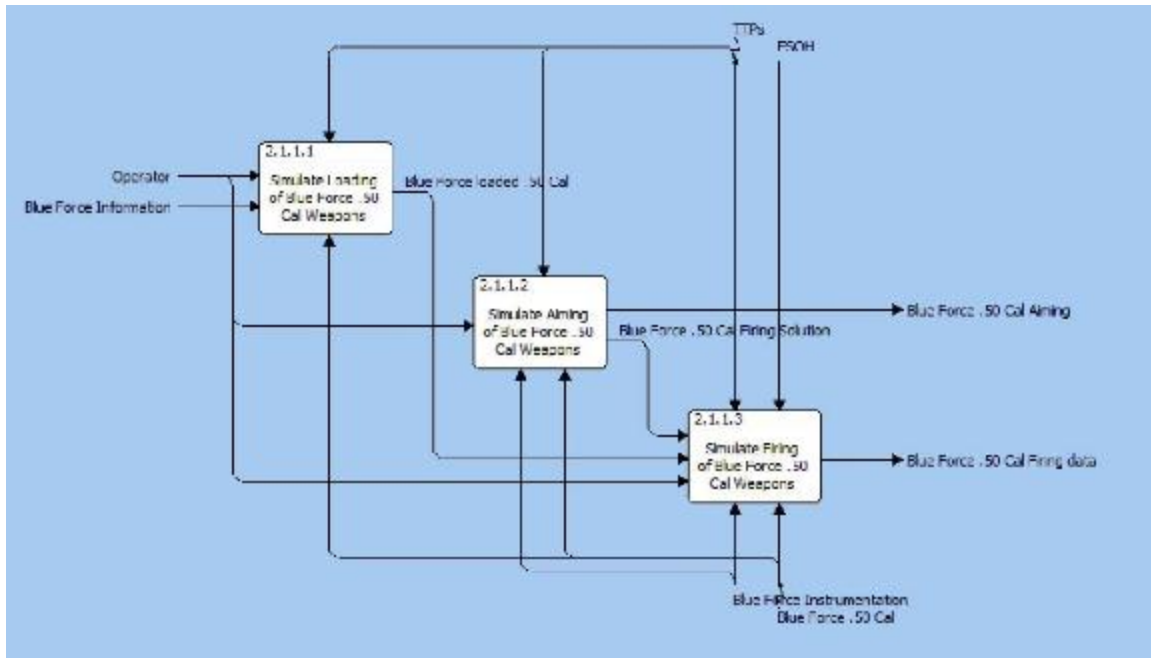 TTPs
ESOH
2.1.1.1
Simulate Loading
of Blue Force .50
Cal Weapons
Operator
Blue Force Information
Blue Force loaded .50 Cal
2.1.1.2
Simulate Aiming
of Blue Force .50
Cal Weapons
Blue Force .50 Cal Aiming
Blue Force .50 Cal Firing Solution
2.1.1.3
Simulate Firing
of Blue Force .50
Cal Weapons
Blue Force .50 Cal Firing data
Blue Force Instrumentation
Blue Force .50 Cal